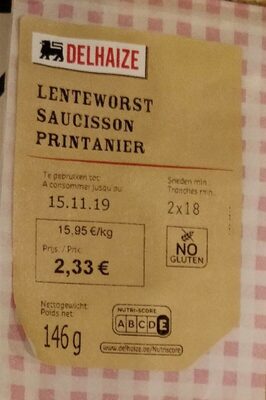 DELHAIZE
LENTEWORST
SAUCISSON
PRINTANIER
Te gebruiken tot: Sneden min.
A consommer jusqu'au: Tranches min.
15.11.19 2x18
15,95 €/kg
Prijs / Prix:
2,33 €
NO
GLUTEN
Nettogewicht:
Poids net:
146g
NUTRI-SCORE
ABCDE
www.delhaize.be/Nutriscore